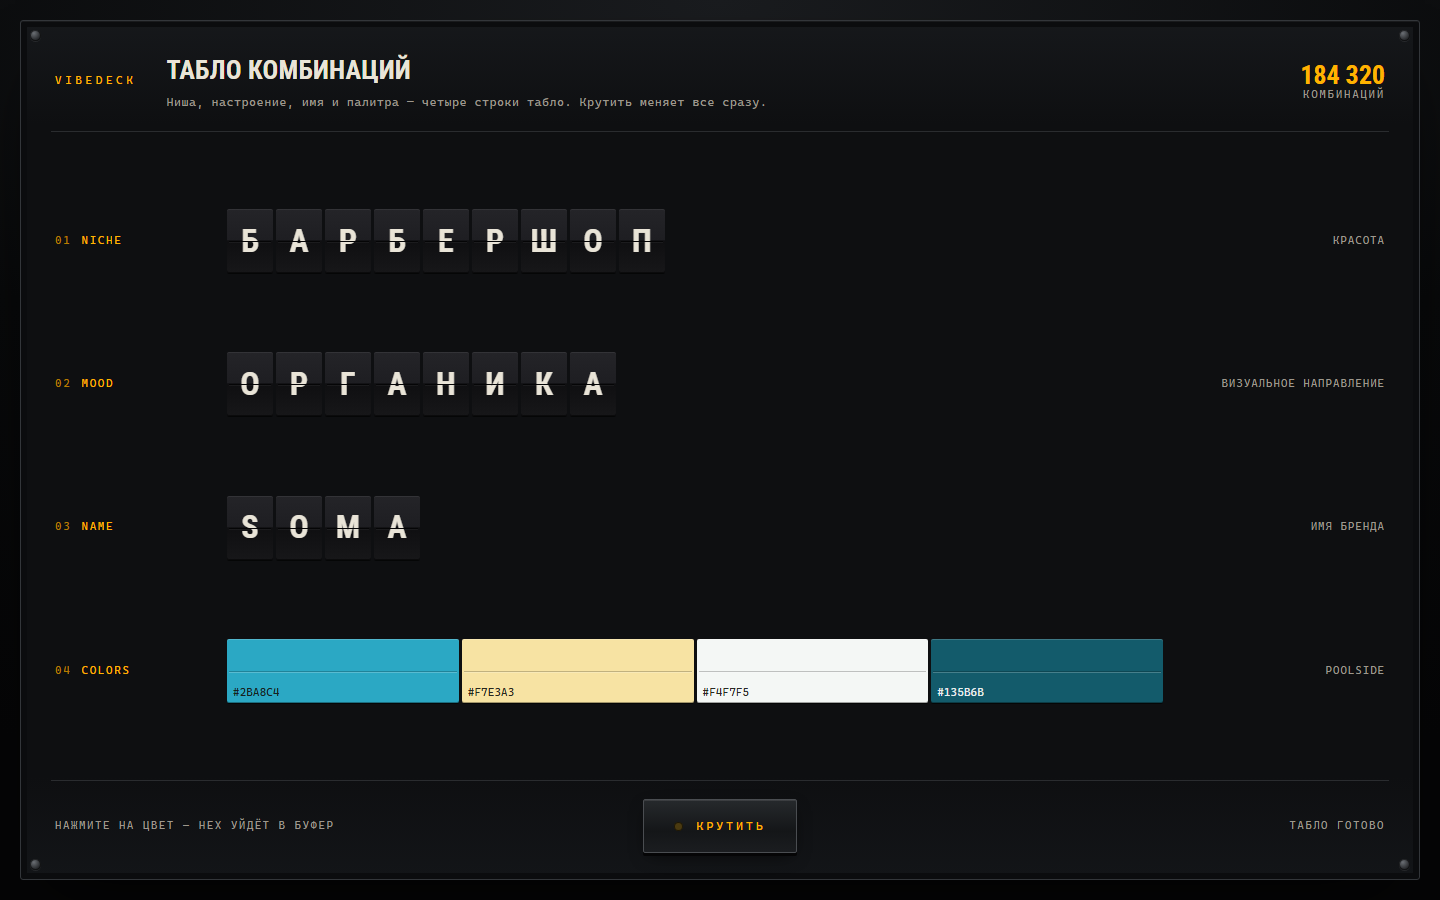 VIBEDECK
ТАБЛО КОМБИНАЦИЙ
Ниша, настроение, имя и палитра — четыре строки табло. Крутить меняет все сразу.
184 320
КОМБИНАЦИЙ
01 NICHE
БАРБЕРШОП
КРАСОТА
02 MOOD
ОРГАНИКА
ВИЗУАЛЬНОЕ НАПРАВЛЕНИЕ
03 NAME
SOMA
ИМЯ БРЕНДА
04 COLORS
#2BA8C4
#F7E3A3
#F4F7F5
#135B6B
POOLSIDE
НАЖМИТЕ НА ЦВЕТ — HEX УЙДЁТ В БУФЕР
КРУТИТЬ
ТАБЛО ГОТОВО